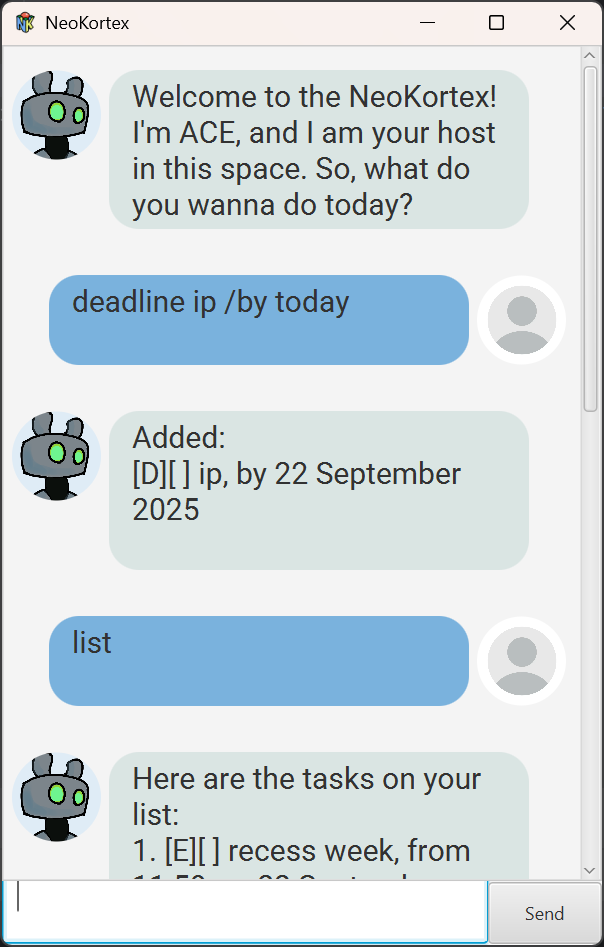 NeoKortex
Welcome to the NeoKortex!
I'm ACE, and I am your host
in this space. So, what do
you wanna do today?
deadline ip /by today
Added:
[D][ ] ip, by 22 September
2025
list
Here are the tasks on your
list:
1. [E][ ] recess week, from
Send